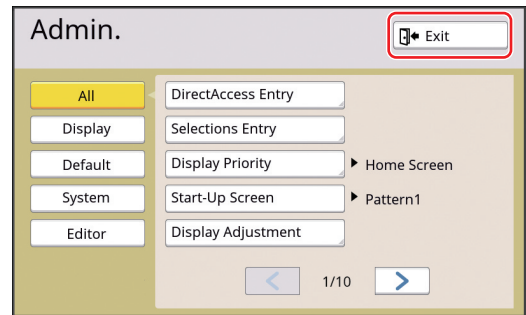 Admin.
Exit
All
Display
Default
System
Editor
DirectAccess Entry
Selections Entry
Display Priority
Home Screen
Start-Up Screen
Pattern1
Display Adjustment
1/10